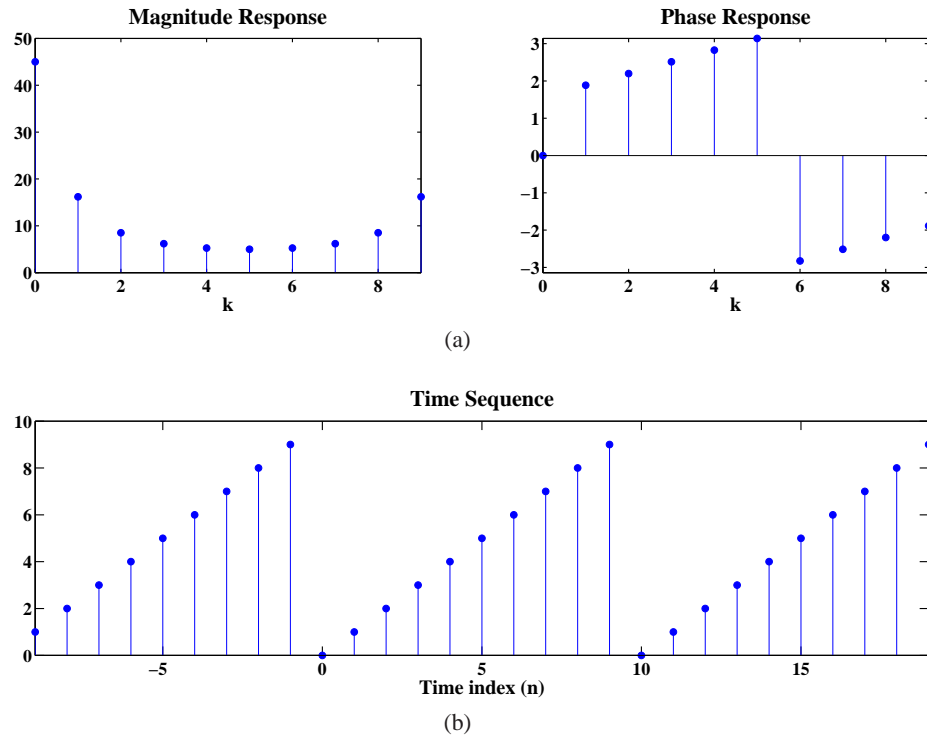 Magnitude Response
50
40
30
20
10
0
0 2 4 6 8
k
Phase Response
3
2
1
0
−1
−2
−3
0 2 4 6 8
k
(a)
Time Sequence
10
8
6
4
2
0
−5 0 5 10 15
Time index (n)
(b)